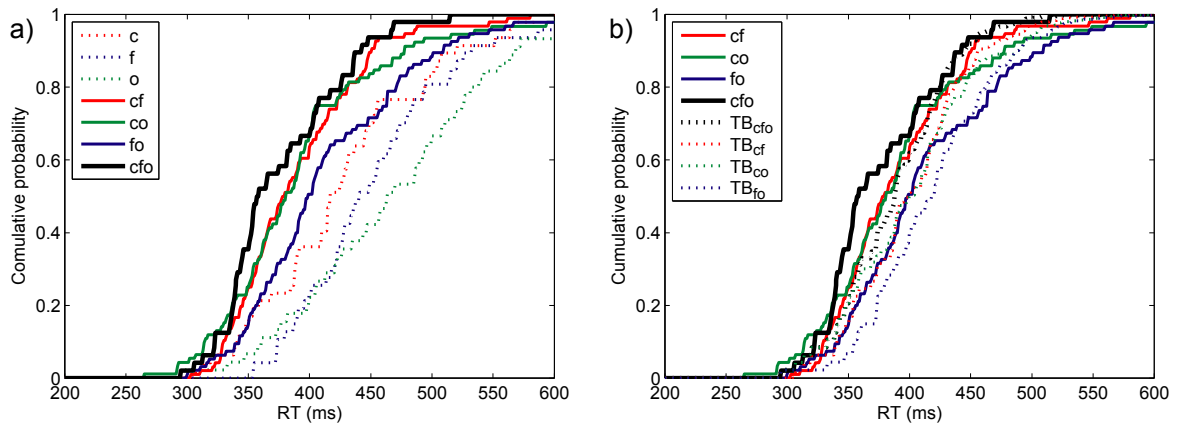 a)
Comulative probability
1
0.8
0.6
0.4
0.2
0
c
f
o
cf
co
fo
cfo
200 250 300 350 400 450 500 550 600
RT (ms)
b)
Cumulative probability
1
0.8
0.6
0.4
0.2
0
cf
co
fo
cfo
TBcfo
TBcf
TBco
TBfo
200 250 300 350 400 450 500 550 600
RT (ms)